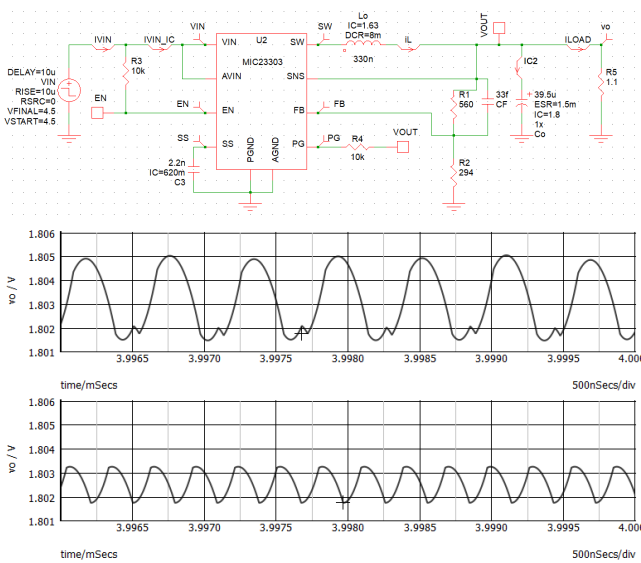 Lo
IC=1.63
DCR=8m
330n
VIN
SW
VOUT
IVIN
IVIN_IC
U2
MIC23303
iL
ILOAD
vo
VIN
AVIN
EN
SS
SW
SNS
FB
PG
PGND
AGND
DELAY=10u
VIN
RISE=10u
RSRC=0
VFINAL=4.5
VSTART=4.5
R3
10k
EN
EN
SS
2.2n
IC=620m
C3
FB
PG
R4
10k
VOUT
R1
560
33f
CF
R2
294
IC2
39.5u
ESR=1.5m
IC=1.8
1x
Co
R5
1.1
1.806
1.805
1.804
1.803
1.802
1.801
vo / V
3.9965 3.9970 3.9975 3.9980 3.9985 3.9990 3.9995 4.000
time/mSecs 500nSecs/div
1.806
1.805
1.804
1.803
1.802
1.801
vo / V
3.9965 3.9970 3.9975 3.9980 3.9985 3.9990 3.9995 4.000
time/mSecs 500nSecs/div